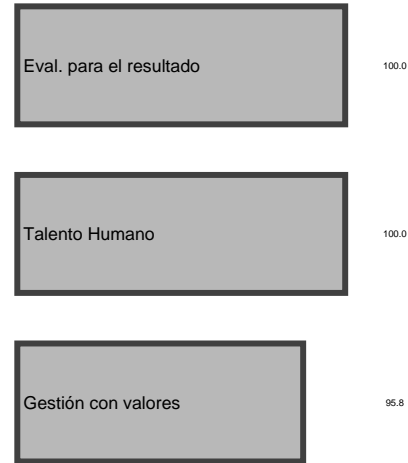 Eval. para el resultado 100.0
Talento Humano 100.0
Gestión con valores 95.8